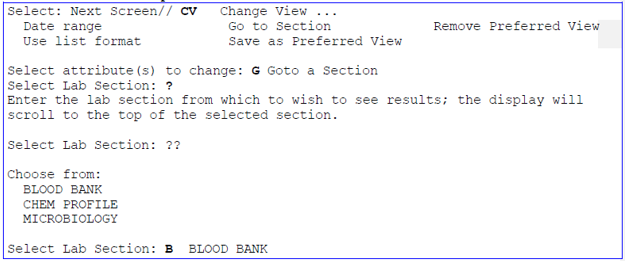 Select: Next Screen// CV   Change View ...
  Date range                Go to Section             Remove Preferred View
  Use list format           Save as Preferred View
Select attribute(s) to change: G Goto a Section
Select Lab Section: ?
Enter the lab section from which to wish to see results; the display will
scroll to the top of the selected section.
Select Lab Section: ??
Choose from:
  BLOOD BANK
  CHEM PROFILE
  MICROBIOLOGY
Select Lab Section: B  BLOOD BANK